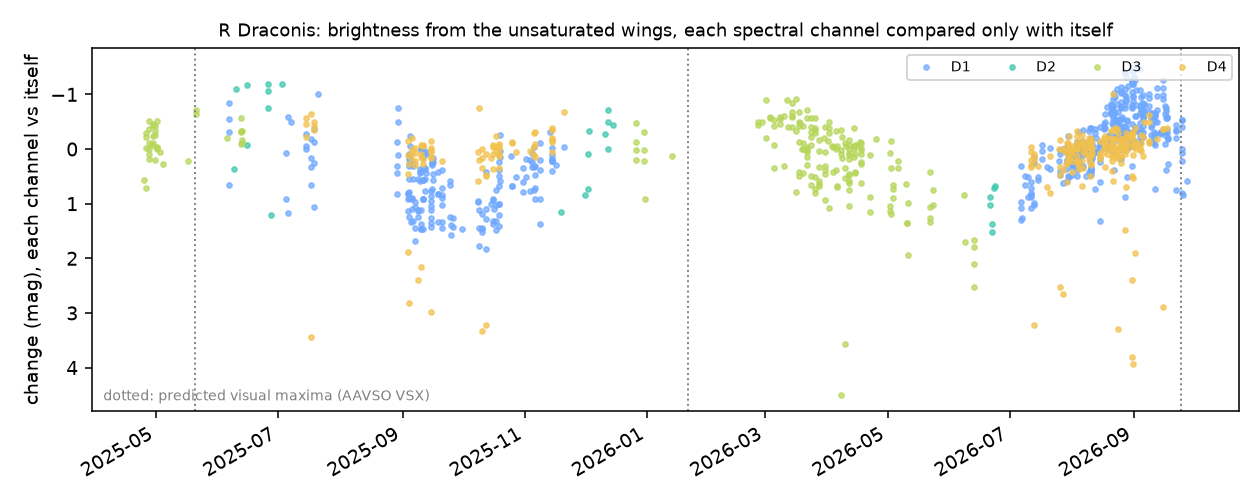 R Draconis: brightness from the unsaturated wings, each spectral channel compared only with itself
change (mag), each channel vs itself
−1
0
1
2
3
4
D1 D2 D3 D4
dotted: predicted visual maxima (AAVSO VSX)
2025-05 2025-07 2025-09 2025-11 2026-01 2026-03 2026-05 2026-07 2026-09